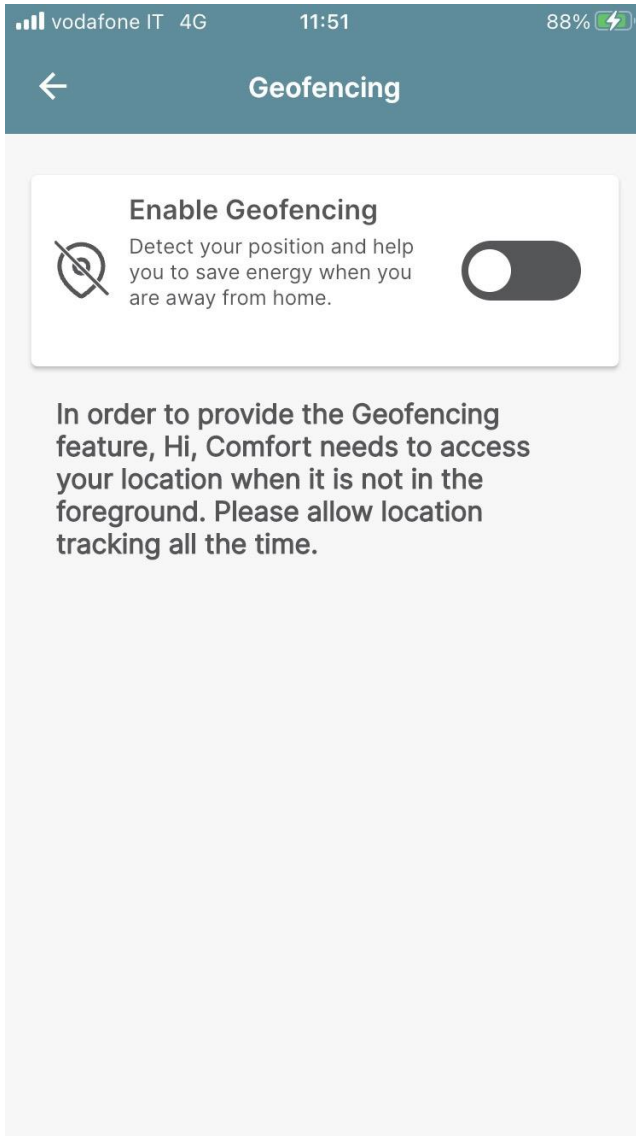 vodafone IT 4G 11:51 88%
Geofencing
Enable Geofencing
Detect your position and help
you to save energy when you
are away from home.
In order to provide the Geofencing
feature, Hi, Comfort needs to access
your location when it is not in the
foreground. Please allow location
tracking all the time.